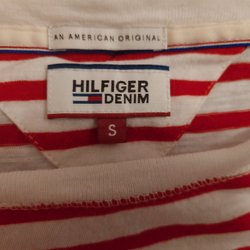 AN AMERICAN ORIGINAL
HILFIGER
DENIM
S